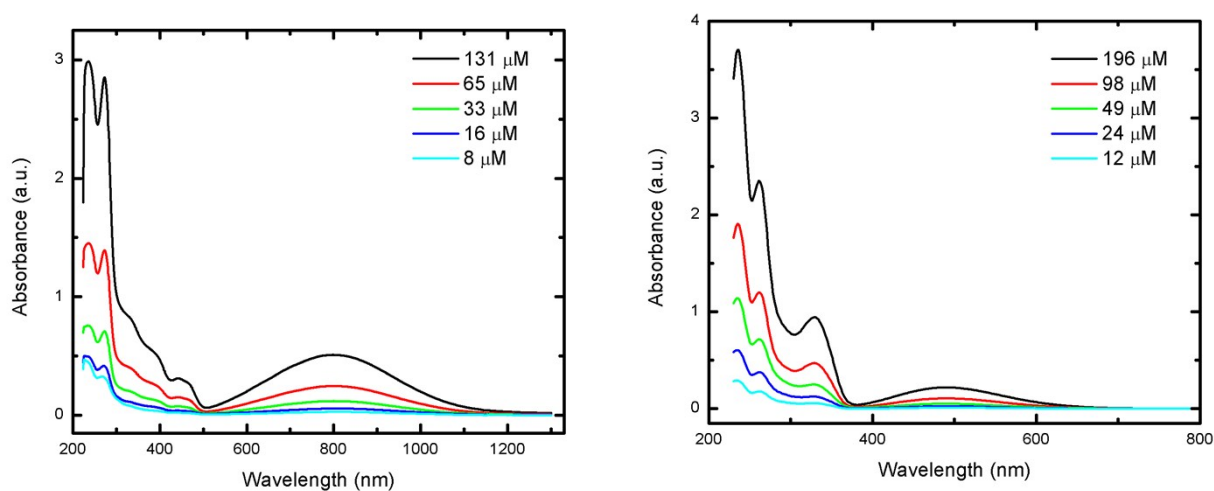 3
2
1
0
Absorbance (a.u.)
200 400 600 800 1000 1200
Wavelength (nm)
131 μM
65 μM
33 μM
16 μM
8 μM
4
3
2
1
0
Absorbance (a.u.)
200 400 600 800
Wavelength (nm)
196 μM
98 μM
49 μM
24 μM
12 μM